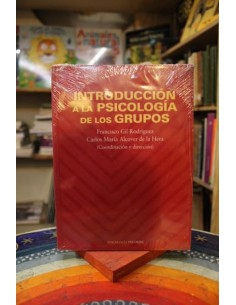 INTRODUCCIÓN
A LA PSICOLOGÍA
DE LOS GRUPOS
Francisco Gil Rodríguez
Carlos María Alcover de la Hera
(Coordinación y dirección)